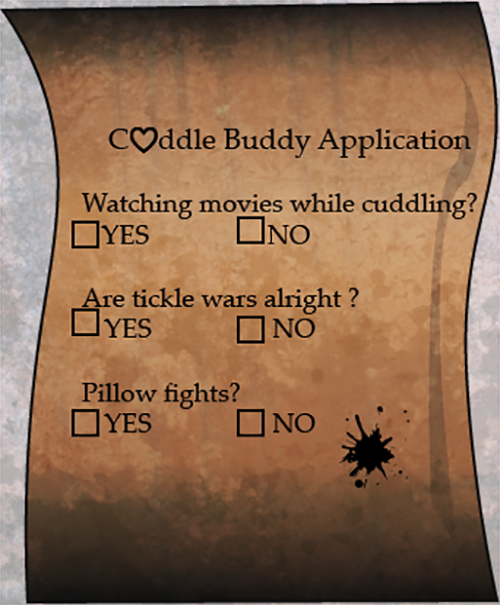 C♡ddle Buddy Application
Watching movies while cuddling?
YES NO
Are tickle wars alright ?
YES NO
Pillow fights?
YES NO